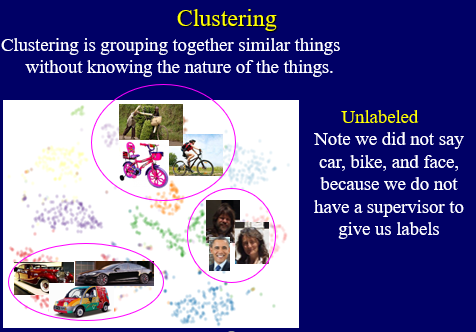 Clustering
Clustering is grouping together similar things
without knowing the nature of the things.
Unlabeled
Note we did not say
car, bike, and face,
because we do not
have a supervisor to
give us labels